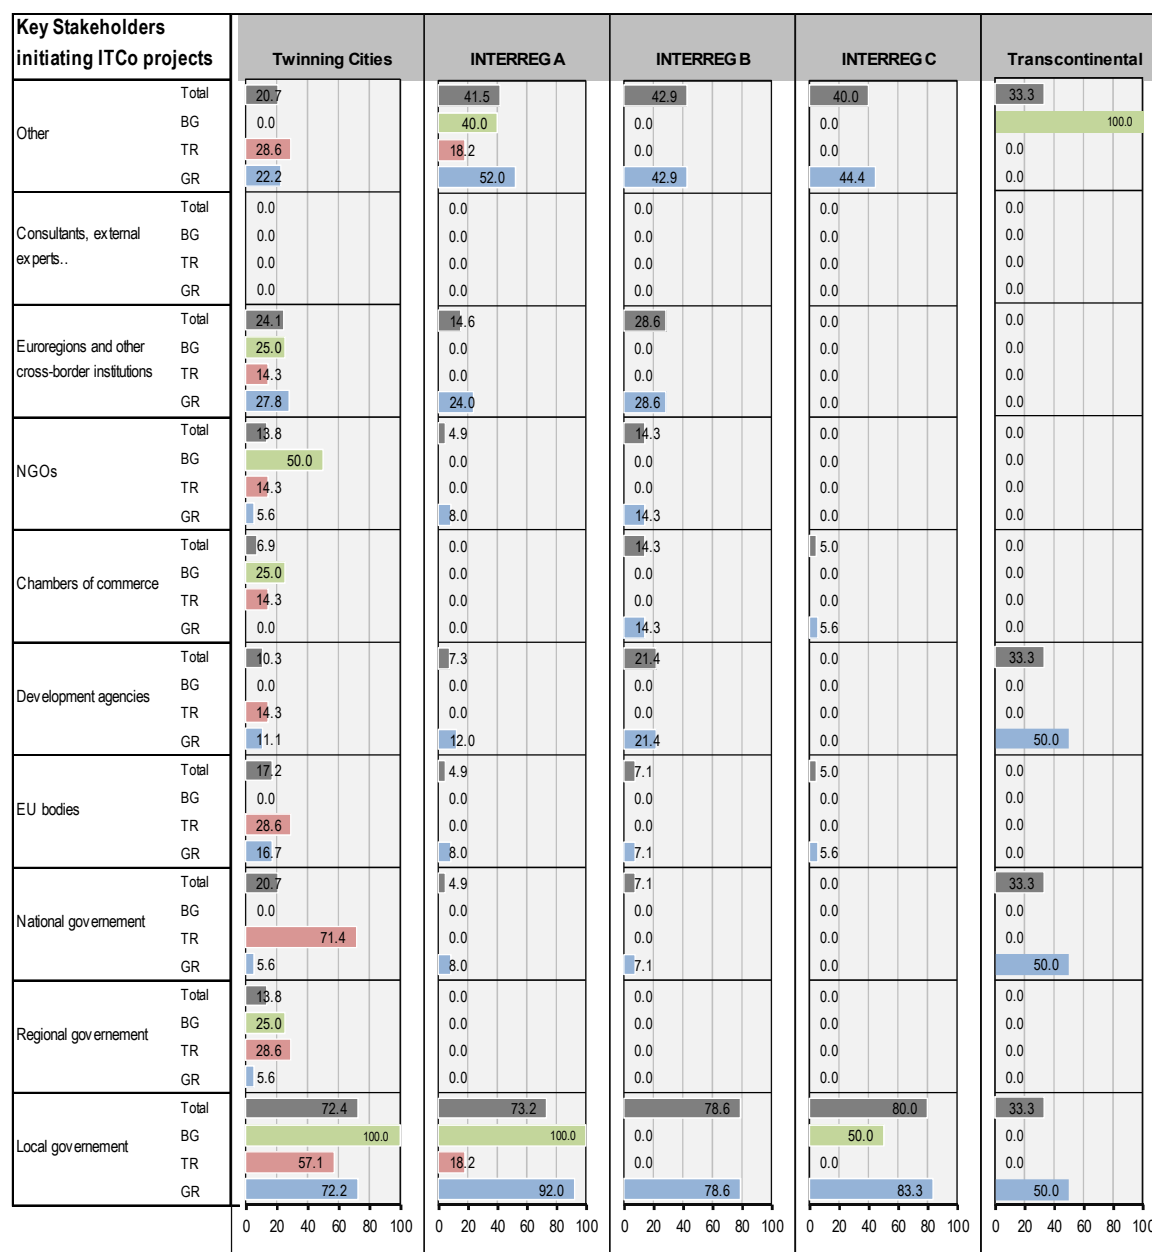 Key Stakeholders
initiating ITCo projects
Twinning Cities INTERREG A INTERREG B INTERREG C Transcontinental
Other
Total 20.7 41.5 42.9 40.0 33.3
BG 0.0 40.0 0.0 0.0 100.0
TR 28.6 18.2 0.0 0.0 0.0
GR 22.2 52.0 42.9 44.4 0.0
Consultants, external
experts..
Total 0.0 0.0 0.0 0.0 0.0
BG 0.0 0.0 0.0 0.0 0.0
TR 0.0 0.0 0.0 0.0 0.0
GR 0.0 0.0 0.0 0.0 0.0
Euroregions and other
cross-border institutions
Total 24.1 14.6 28.6 0.0 0.0
BG 25.0 0.0 0.0 0.0 0.0
TR 14.3 0.0 0.0 0.0 0.0
GR 27.8 24.0 28.6 0.0 0.0
NGOs
Total 13.8 4.9 14.3 0.0 0.0
BG 50.0 0.0 0.0 0.0 0.0
TR 14.3 0.0 0.0 0.0 0.0
GR 5.6 8.0 14.3 0.0 0.0
Chambers of commerce
Total 6.9 0.0 14.3 5.0 0.0
BG 25.0 0.0 0.0 0.0 0.0
TR 14.3 0.0 0.0 0.0 0.0
GR 0.0 0.0 14.3 5.6 0.0
Development agencies
Total 10.3 7.3 21.4 0.0 33.3
BG 0.0 0.0 0.0 0.0 0.0
TR 14.3 0.0 0.0 0.0 0.0
GR 11.1 12.0 21.4 0.0 50.0
EU bodies
Total 17.2 4.9 7.1 5.0 0.0
BG 0.0 0.0 0.0 0.0 0.0
TR 28.6 0.0 0.0 0.0 0.0
GR 16.7 8.0 7.1 5.6 0.0
National governement
Total 20.7 4.9 7.1 0.0 33.3
BG 0.0 0.0 0.0 0.0 0.0
TR 71.4 0.0 0.0 0.0 0.0
GR 5.6 8.0 7.1 0.0 50.0
Regional governement
Total 13.8 0.0 0.0 0.0 0.0
BG 25.0 0.0 0.0 0.0 0.0
TR 28.6 0.0 0.0 0.0 0.0
GR 5.6 0.0 0.0 0.0 0.0
Local governement
Total 72.4 73.2 78.6 80.0 33.3
BG 100.0 100.0 0.0 50.0 0.0
TR 57.1 18.2 0.0 0.0 0.0
GR 72.2 92.0 78.6 83.3 50.0
0 20 40 60 80 100 0 20 40 60 80 100 0 20 40 60 80 100 0 20 40 60 80 100 0 20 40 60 80 100